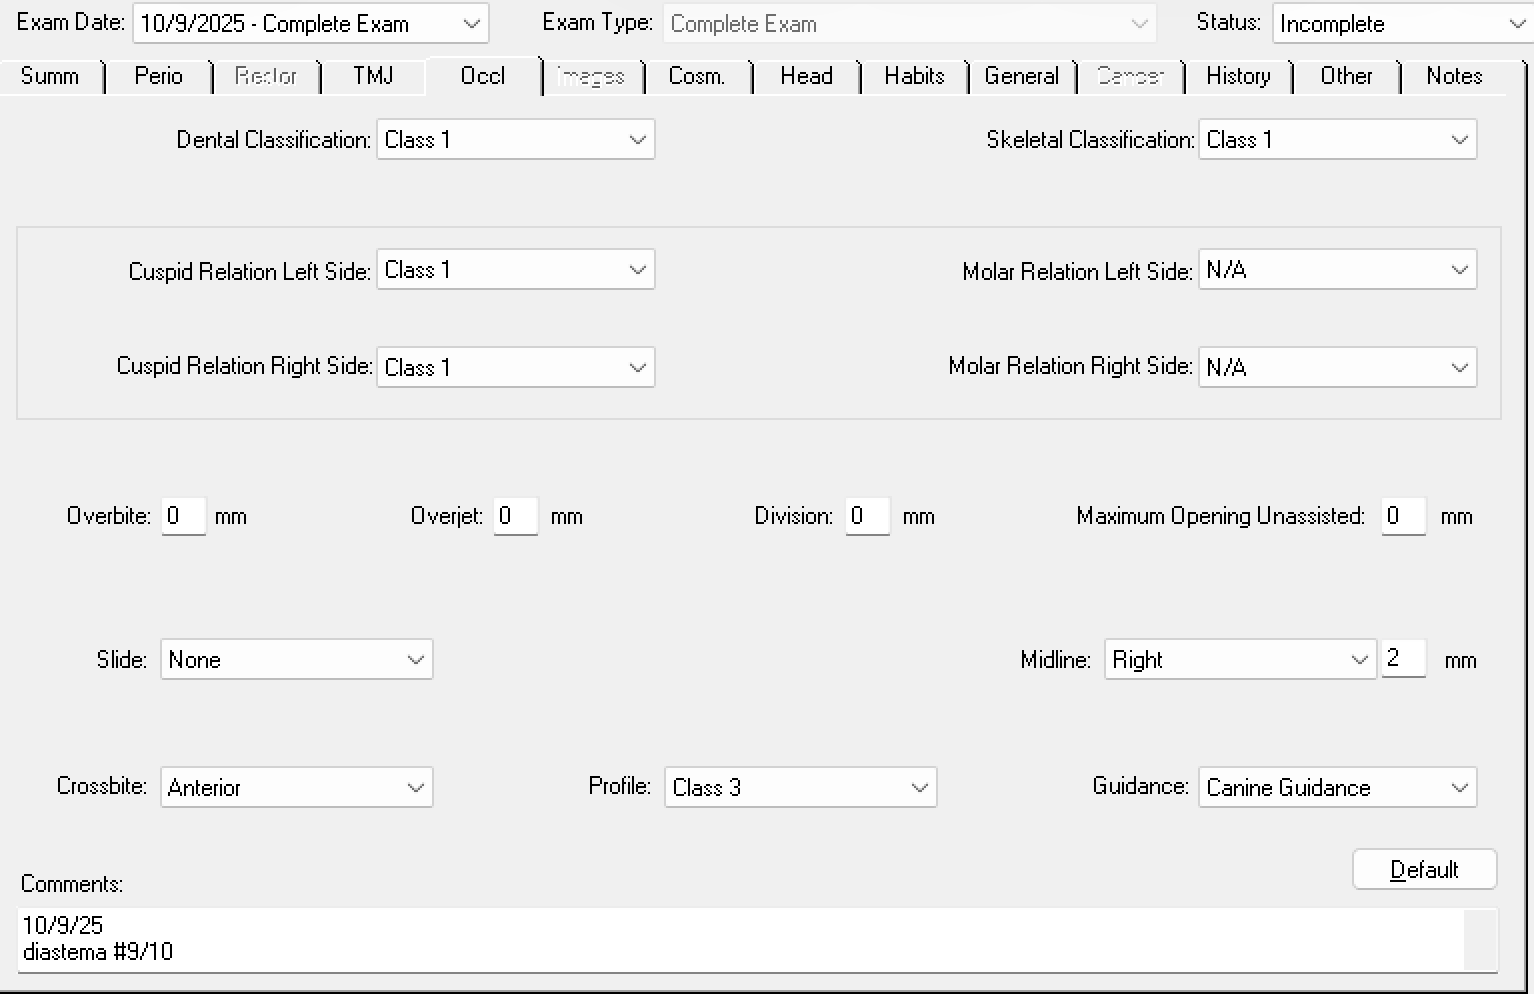 Exam Date: 10/9/2025 - Complete Exam Exam Type: Complete Exam Status: Incomplete
Summ Perio TMJ Occl Images Cosm. Head Habits General Cancer History Other Notes
Dental Classification: Class 1 Skeletal Classification: Class 1
Cuspid Relation Left Side: Class 1 Molar Relation Left Side: N/A
Cuspid Relation Right Side: Class 1 Molar Relation Right Side: N/A
Overbite: 0 mm Overjet: 0 mm Division: 0 mm Maximum Opening Unassisted: 0 mm
Slide: None Midline: Right 2 mm
Crossbite: Anterior Profile: Class 3 Guidance: Canine Guidance
Default
Comments:
10/9/25
diastema #9/10